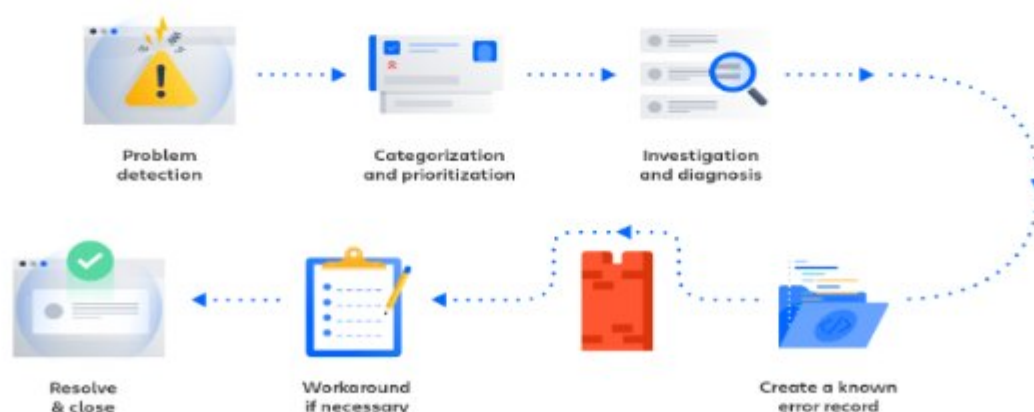 Problem
detection
Categorization
and prioritization
Investigation
and diagnosis
Create a known
error record
Workaround
if necessary
Resolve
& close